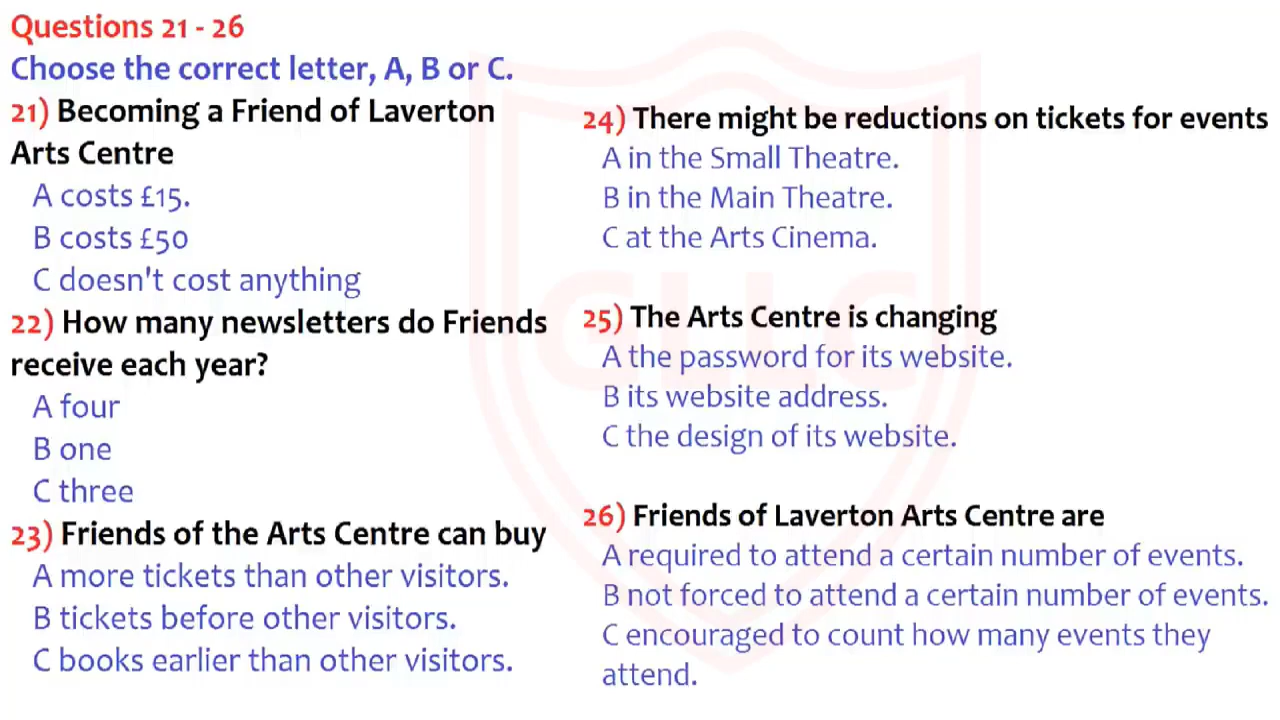 Questions 21 - 26
Choose the correct letter, A, B or C.
21) Becoming a Friend of Laverton
Arts Centre
A costs £15.
B costs £50
C doesn't cost anything
22) How many newsletters do Friends
receive each year?
A four
B one
C three
23) Friends of the Arts Centre can buy
A more tickets than other visitors.
B tickets before other visitors.
C books earlier than other visitors.
24) There might be reductions on tickets for events
A in the Small Theatre.
B in the Main Theatre.
C at the Arts Cinema.
25) The Arts Centre is changing
A the password for its website.
B its website address.
C the design of its website.
26) Friends of Laverton Arts Centre are
A required to attend a certain number of events.
B not forced to attend a certain number of events.
C encouraged to count how many events they
attend.
GLLC